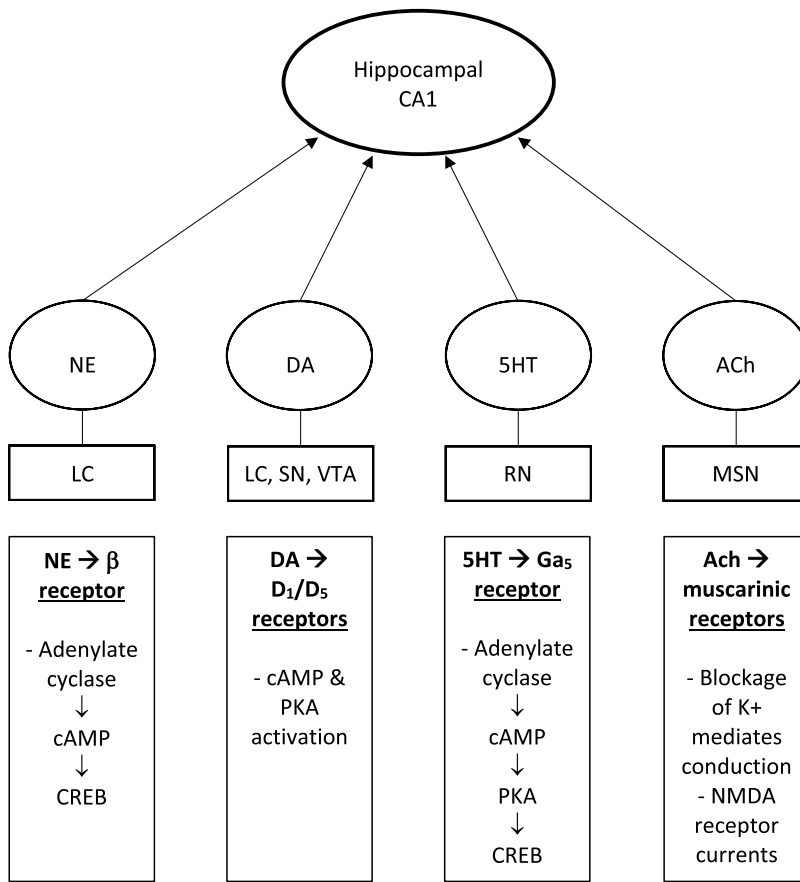 Hippocampal
CA1
NE
DA
5HT
ACh
LC
LC, SN, VTA
RN
MSN
NE → β
receptor
- Adenylate
cyclase
↓
cAMP
↓
CREB
DA →
D₁/D₅
receptors
- cAMP &
PKA
activation
5HT → Ga₅
receptor
- Adenylate
cyclase
↓
cAMP
↓
PKA
↓
CREB
Ach →
muscarinic
receptors
- Blockage
of K+
mediates
conduction
- NMDA
receptor
currents